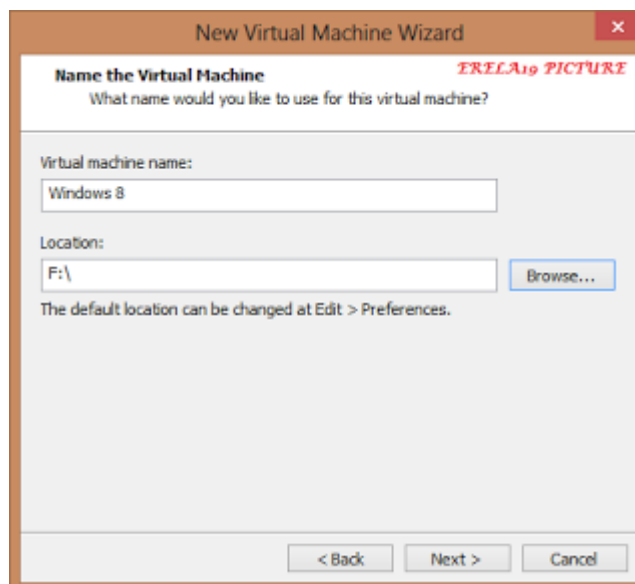 New Virtual Machine Wizard
x
Name the Virtual Machine
ERELA19 PICTURE
What name would you like to use for this virtual machine?
Virtual machine name:
Windows 8
Location:
F:\
Browse...
The default location can be changed at Edit > Preferences.
< Back
Next >
Cancel